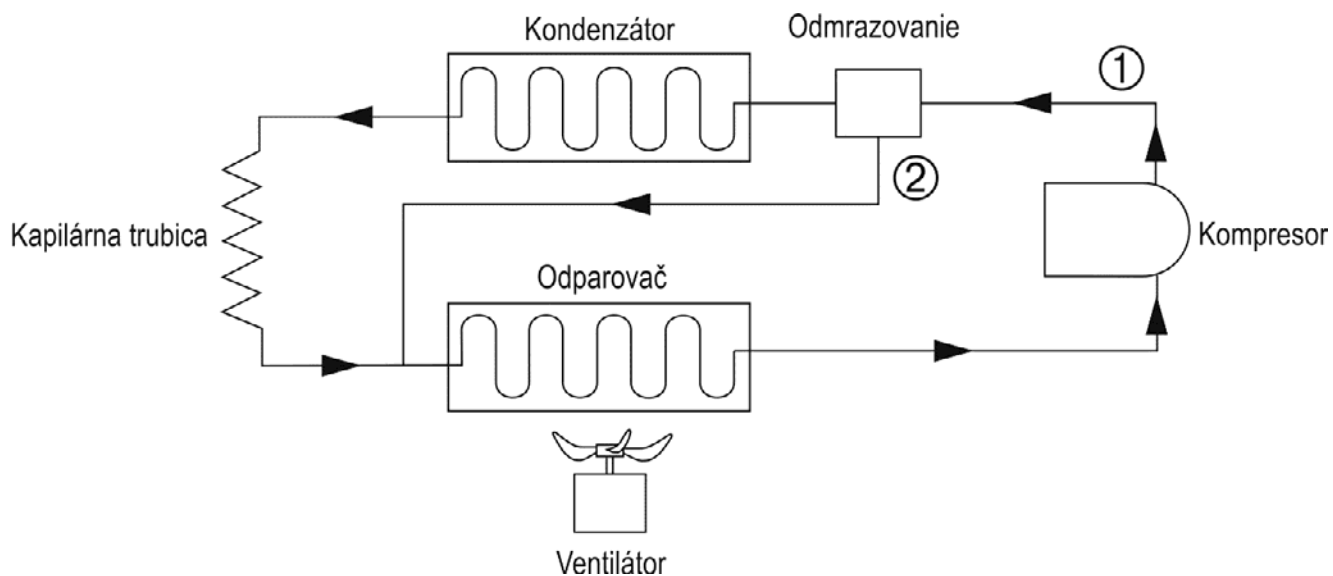 Kondenzátor
Odmrazovanie
①
②
Kapilárna trubica
Kompresor
Odparovač
Ventilátor